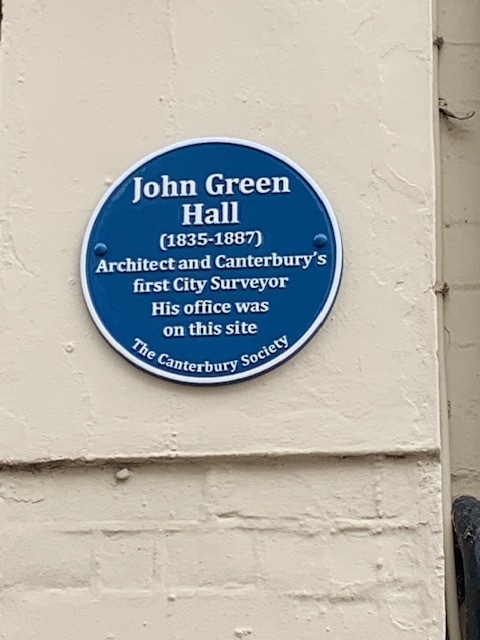 John Green
Hall
(1835-1887)
Architect and Canterbury's
first City Surveyor
His office was
on this site
The Canterbury Society